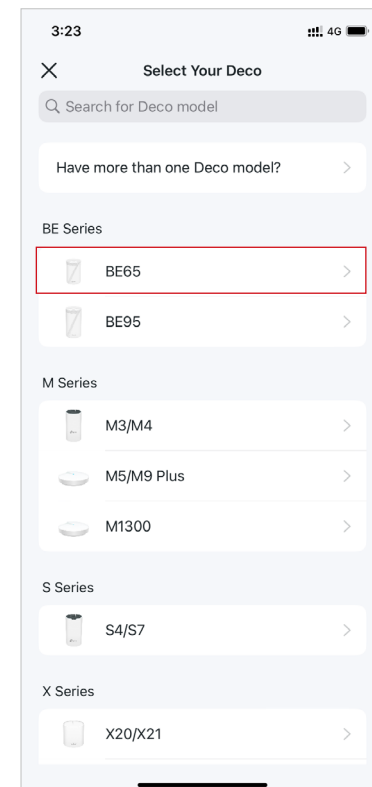 3:23
4G
Select Your Deco
Search for Deco model
Have more than one Deco model?
BE Series
BE65
BE95
M Series
M3/M4
M5/M9 Plus
M1300
S Series
S4/S7
X Series
X20/X21